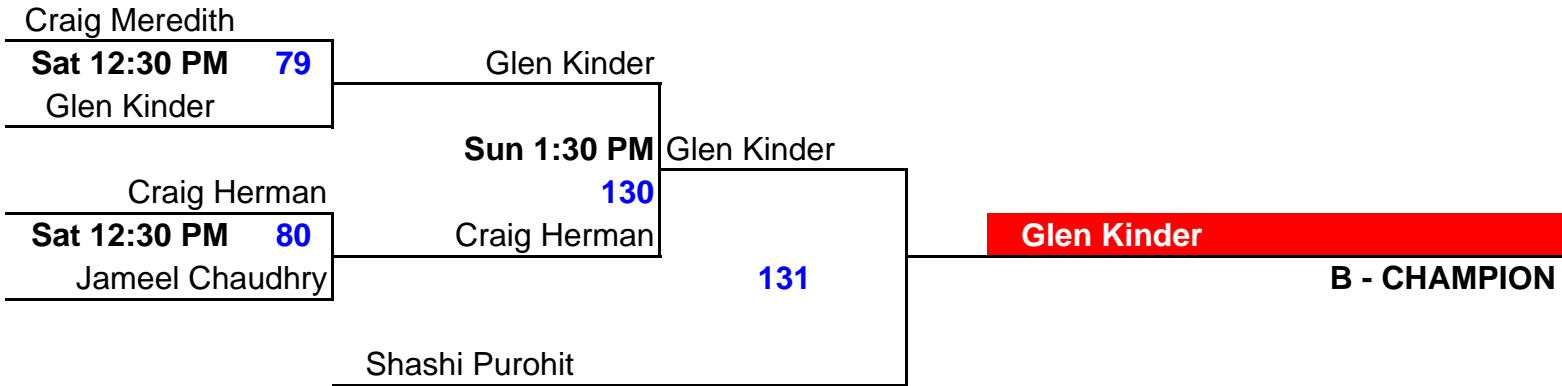 Craig Meredith
Sat 12:30 PM 79 Glen Kinder
Glen Kinder
Sun 1:30 PM Glen Kinder
Craig Herman 130
Sat 12:30 PM 80 Craig Herman Glen Kinder
Jameel Chaudhry 131 B - CHAMPION
Shashi Purohit